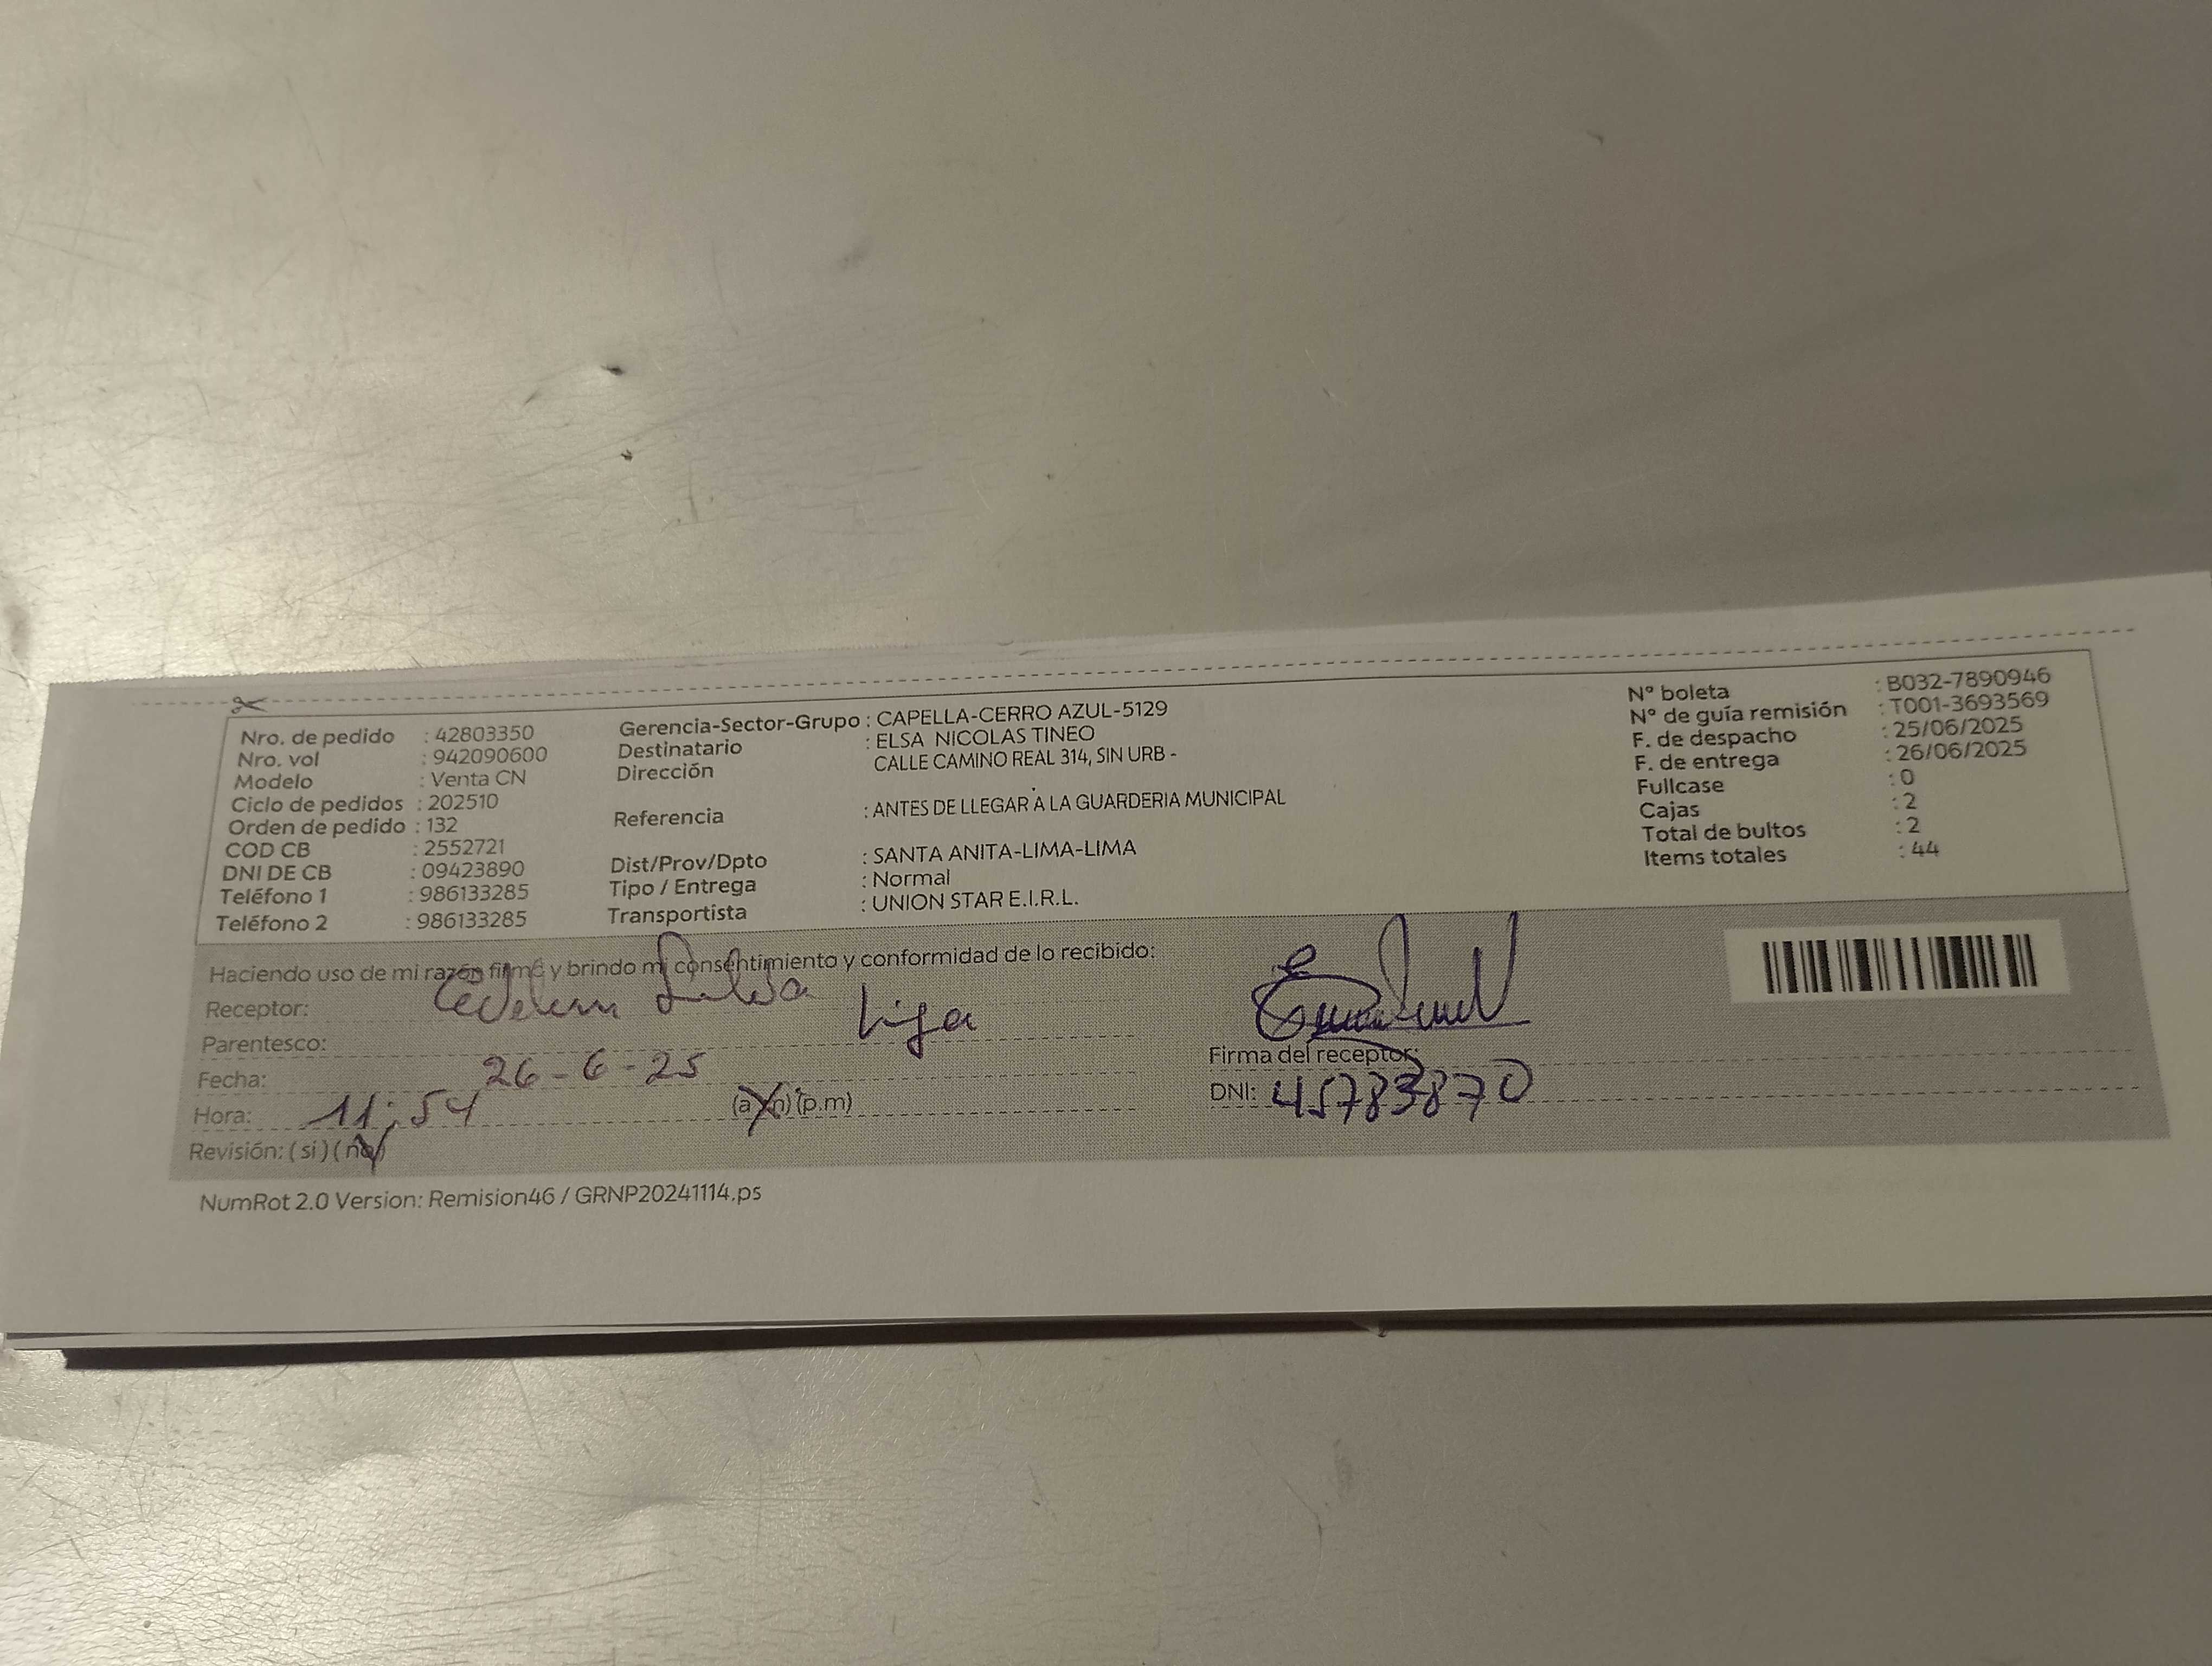 Nro. de pedido : 42803350
Nro. vol : 942090600
Modelo : Venta CN
Ciclo de pedidos : 202510
Orden de pedido : 132
COD CB : 2552721
DNI DE CB : 09423890
Teléfono 1 : 986133285
Teléfono 2 : 986133285
Gerencia-Sector-Grupo : CAPELLA-CERRO AZUL-5129
Destinatario : ELSA NICOLAS TINEO
Dirección CALLE CAMINO REAL 314, SIN URB -
Referencia : ANTES DE LLEGAR A LA GUARDERIA MUNICIPAL
Dist/Prov/Dpto : SANTA ANITA-LIMA-LIMA
Tipo / Entrega : Normal
Transportista : UNION STAR E.I.R.L.
N° boleta : B032-7890946
N° de guía remisión : T001-3693569
F. de despacho : 25/06/2025
F. de entrega : 26/06/2025
Fullcase : 0
Cajas : 2
Total de bultos : 2
Items totales : 44
Haciendo uso de mi razón firmo y brindo mi consentimiento y conformidad de lo recibido:
Receptor:
Parentesco: hija
Fecha: 26-6-25
Hora: 11:54 (a.m) (p.m)
Revisión: (si) (no)
Firma del receptor:
DNI: 45783870
NumRot 2.0 Version: Remision46 / GRNP20241114.ps